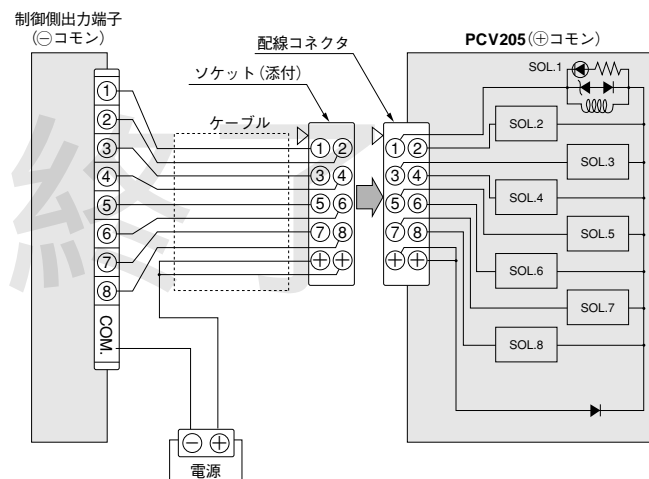 制御側出力端子
(⊖コモン)
配線コネクタ
PCV205(⊕コモン)
ソケット(添付)
SOL.1
ケーブル
①
②
③
④
⑤
⑥
⑦
⑧
COM.
①②
③④
⑤⑥
⑦⑧
⊕⊕
①②
③④
⑤⑥
⑦⑧
⊕⊕
SOL.2
SOL.3
SOL.4
SOL.5
SOL.6
SOL.7
SOL.8
⊖⊕
電源
終了